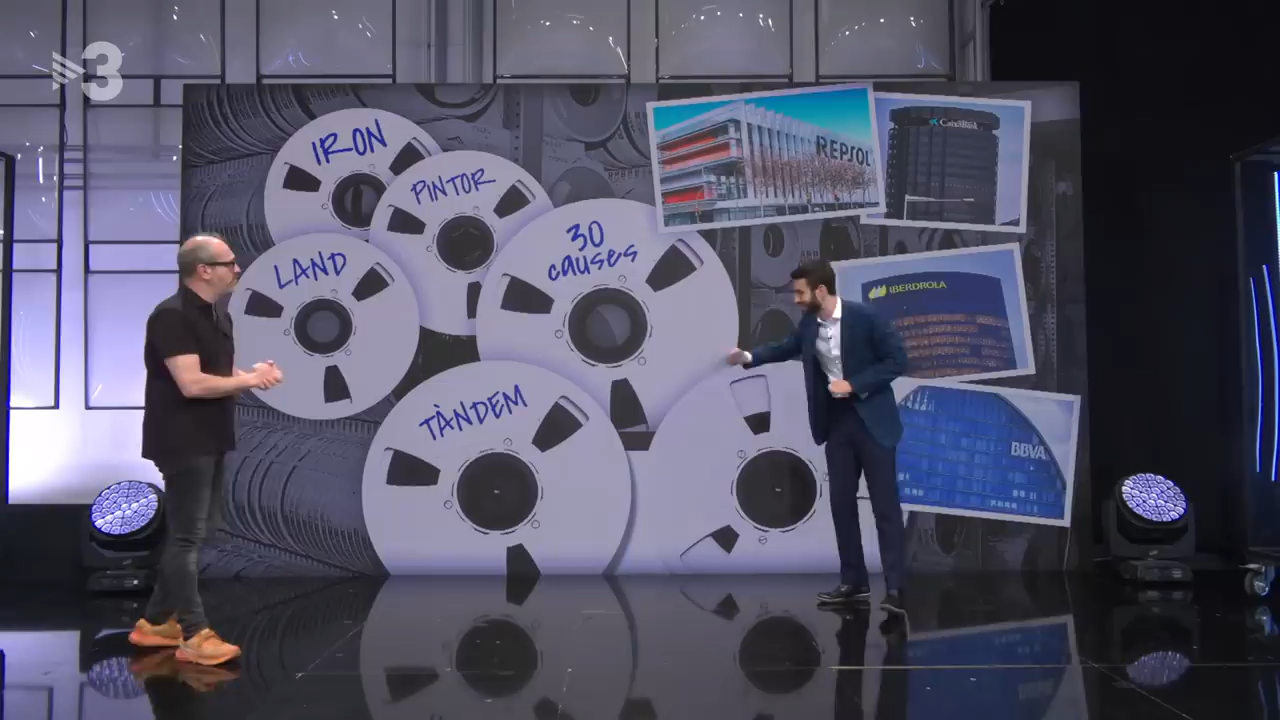 3
IRON
PINTOR
30
causes
LAND
TÀNDEM
REPSOL
CaixaBank
IBERDROLA
BBVA